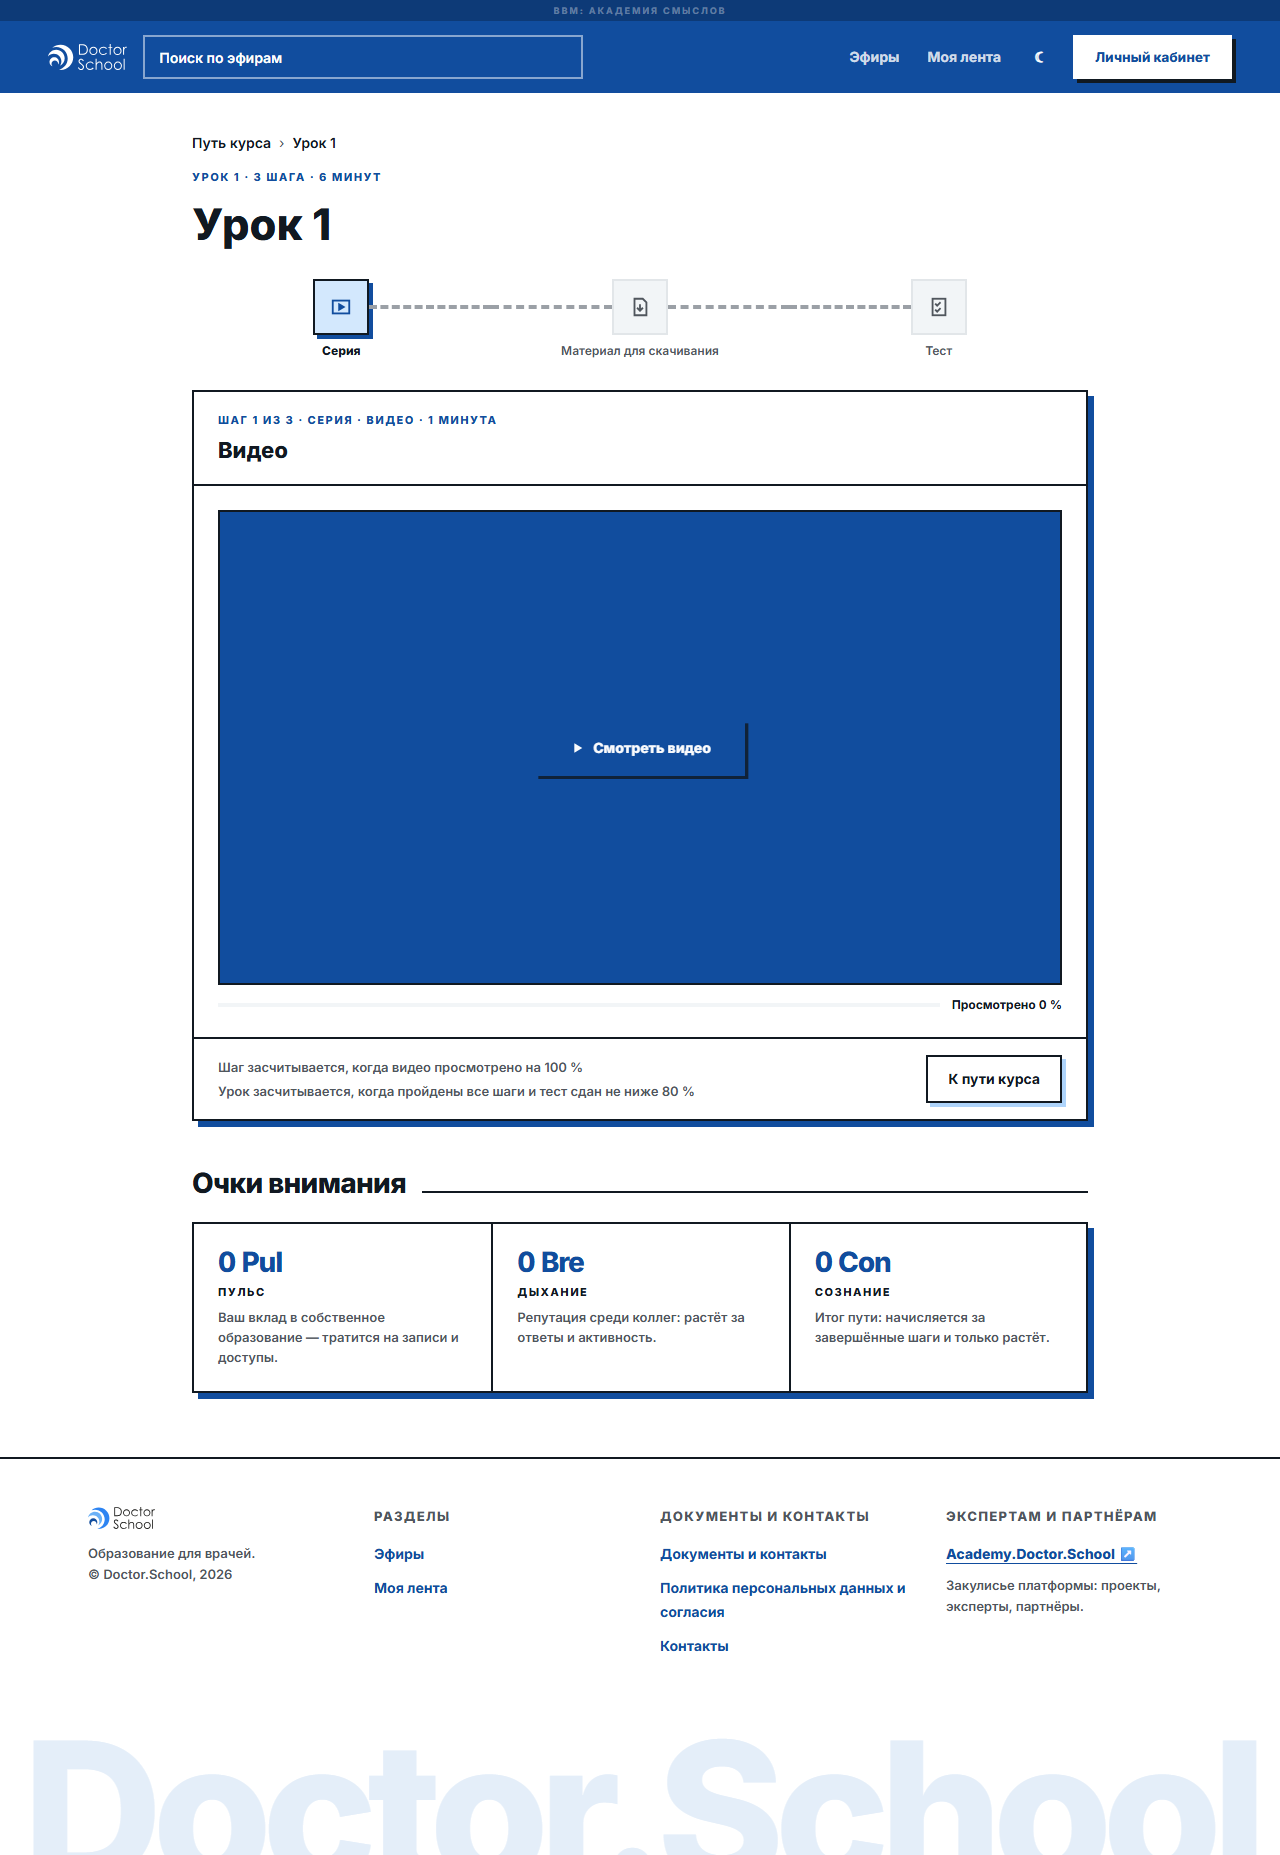 ВВМ: АКАДЕМИЯ СМЫСЛОВ
Doctor
School
Поиск по эфирам
Эфиры
Моя лента
Личный кабинет
Путь курса › Урок 1
УРОК 1 · 3 ШАГА · 6 МИНУТ
Урок 1
Серия
Материал для скачивания
Тест
ШАГ 1 ИЗ 3 · СЕРИЯ · ВИДЕО · 1 МИНУТА
Видео
Смотреть видео
Просмотрено 0 %
Шаг засчитывается, когда видео просмотрено на 100 %
Урок засчитывается, когда пройдены все шаги и тест сдан не ниже 80 %
К пути курса
Очки внимания
0 Pul
ПУЛЬС
Ваш вклад в собственное
образование — тратится на записи и
доступы.
0 Bre
ДЫХАНИЕ
Репутация среди коллег: растёт за
ответы и активность.
0 Con
СОЗНАНИЕ
Итог пути: начисляется за
завершённые шаги и только растёт.
Doctor
School
Образование для врачей.
© Doctor.School, 2026
РАЗДЕЛЫ
Эфиры
Моя лента
ДОКУМЕНТЫ И КОНТАКТЫ
Документы и контакты
Политика персональных данных и
согласия
Контакты
ЭКСПЕРТАМ И ПАРТНЁРАМ
Academy.Doctor.School ↗
Закулисье платформы: проекты,
эксперты, партнёры.
Doctor.School